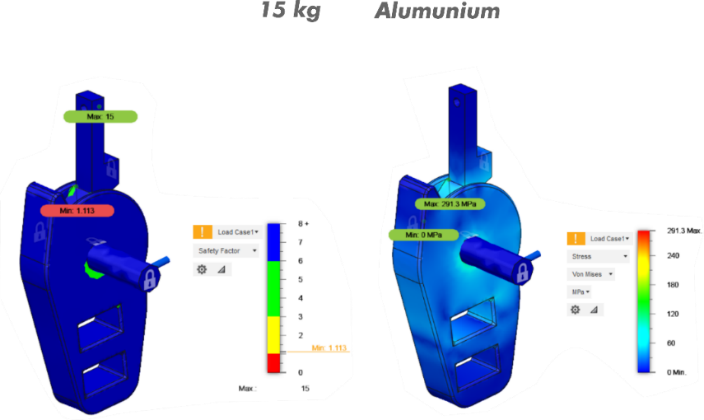 15 kg Alumunium
Max: 15
Min: 1.113
Load Case1
Safety Factor
8 +
7
6
5
4
3
2
Min: 1.113
1
0
Max.: 15
Max: 291.3 MPa
Min: 0 MPa
Load Case1
Stress
Von Mises
MPa
291.3 Max.
240
180
120
60
0 Min.